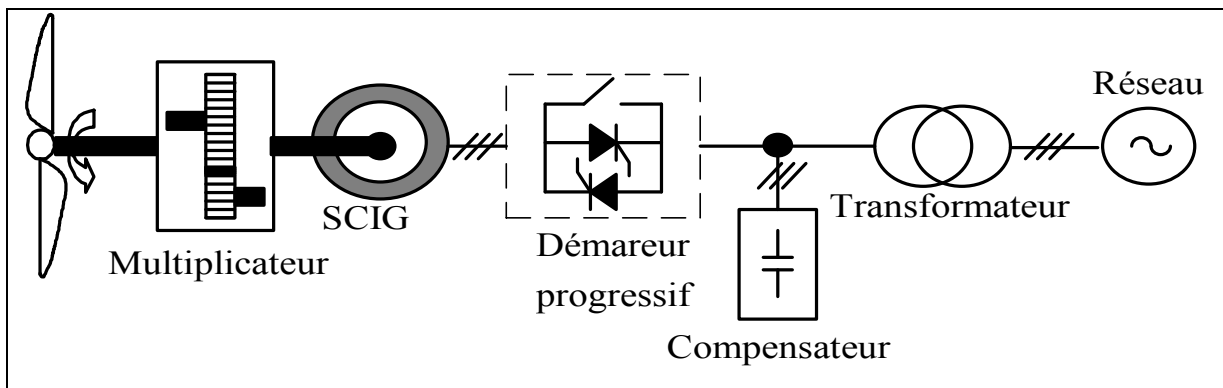 Réseau
SCIG
Transformateur
Multiplicateur
Démareur
progressif
Compensateur